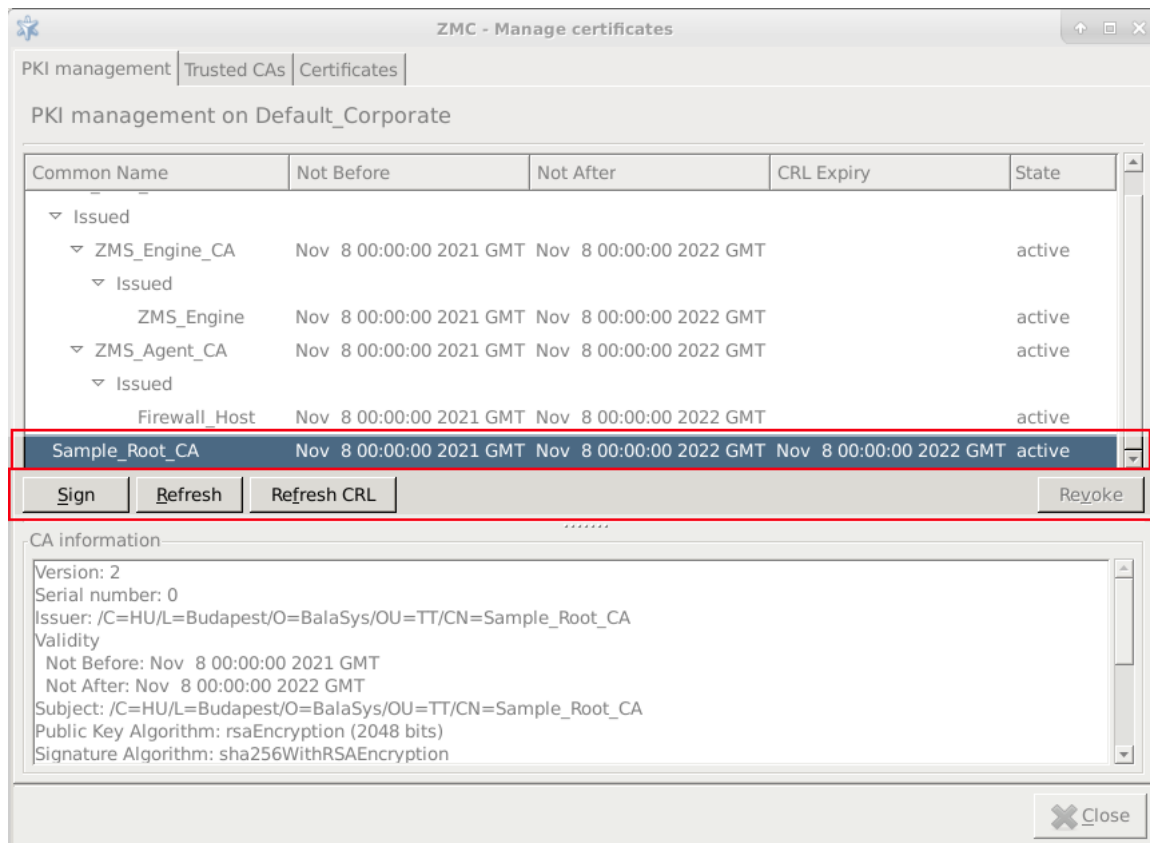 ZMC - Manage certificates
PKI management Trusted CAs Certificates
PKI management on Default_Corporate
Common Name Not Before Not After CRL Expiry State
Issued
ZMS_Engine_CA Nov 8 00:00:00 2021 GMT Nov 8 00:00:00 2022 GMT active
Issued
ZMS_Engine Nov 8 00:00:00 2021 GMT Nov 8 00:00:00 2022 GMT active
ZMS_Agent_CA Nov 8 00:00:00 2021 GMT Nov 8 00:00:00 2022 GMT active
Issued
Firewall_Host Nov 8 00:00:00 2021 GMT Nov 8 00:00:00 2022 GMT active
Sample_Root_CA Nov 8 00:00:00 2021 GMT Nov 8 00:00:00 2022 GMT Nov 8 00:00:00 2022 GMT active
Sign Refresh Refresh CRL Revoke
CA information
Version: 2
Serial number: 0
Issuer: /C=HU/L=Budapest/O=BalaSys/OU=TT/CN=Sample_Root_CA
Validity
Not Before: Nov 8 00:00:00 2021 GMT
Not After: Nov 8 00:00:00 2022 GMT
Subject: /C=HU/L=Budapest/O=BalaSys/OU=TT/CN=Sample_Root_CA
Public Key Algorithm: rsaEncryption (2048 bits)
Signature Algorithm: sha256WithRSAEncryption
Close